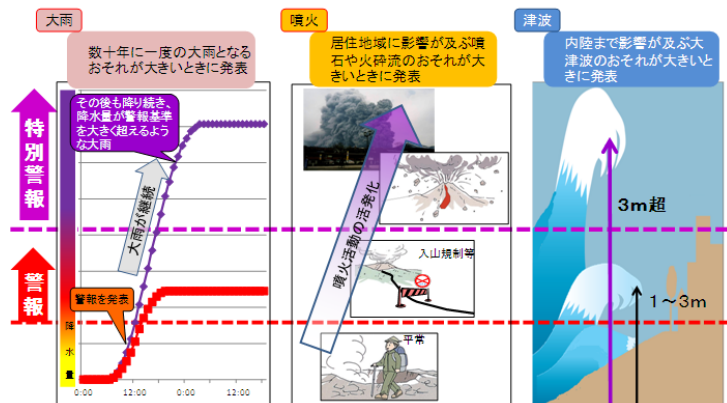 大雨
数十年に一度の大雨となる
おそれが大きいときに発表
噴火
居住地域に影響が及ぶ噴
石や火砕流のおそれが大
きいときに発表
津波
内陸まで影響が及ぶ大
津波のおそれが大きいと
きに発表
特別警報
警報
その後も降り続き、
降水量が警報基準
を大きく超えるよう
な大雨
大雨が継続
警報を発表
降水量
0:00
12:00
0:00
12:00
噴火活動の活発化
入山規制等
平常
3m超
1～3m